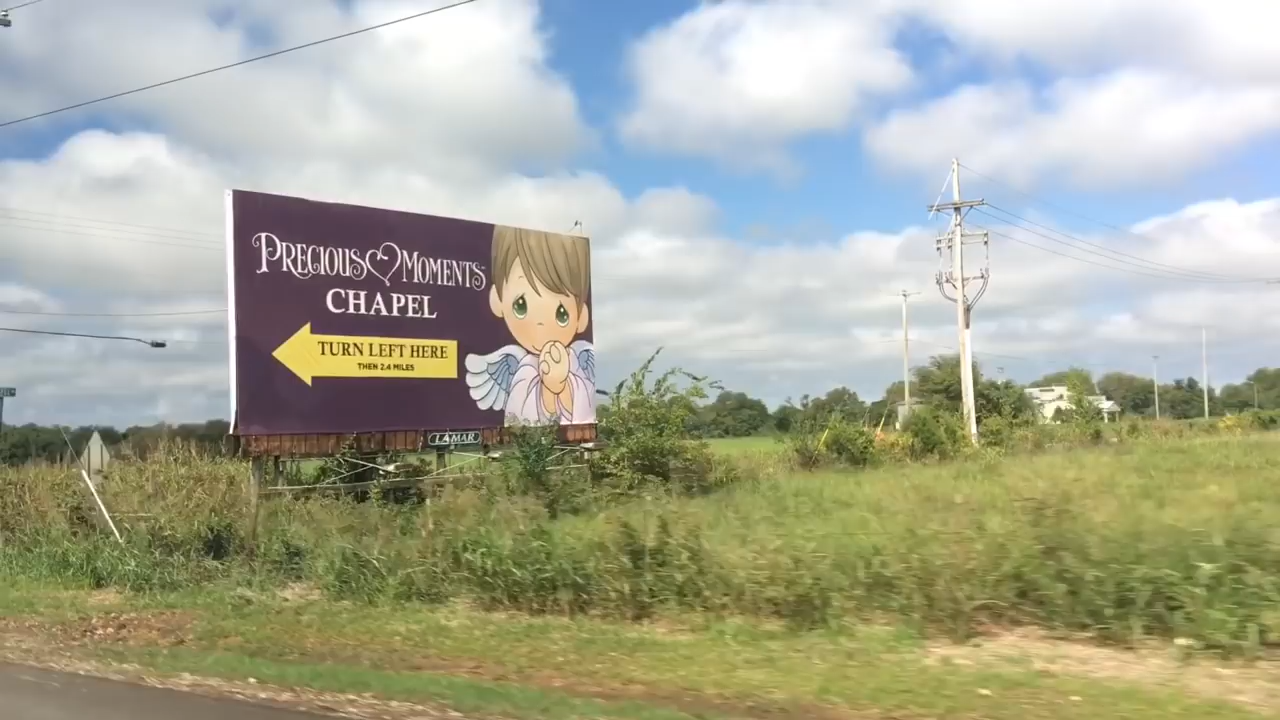 PRECIOUS MOMENTS
CHAPEL
TURN LEFT HERE
THEN 2.4 MILES
LAMAR